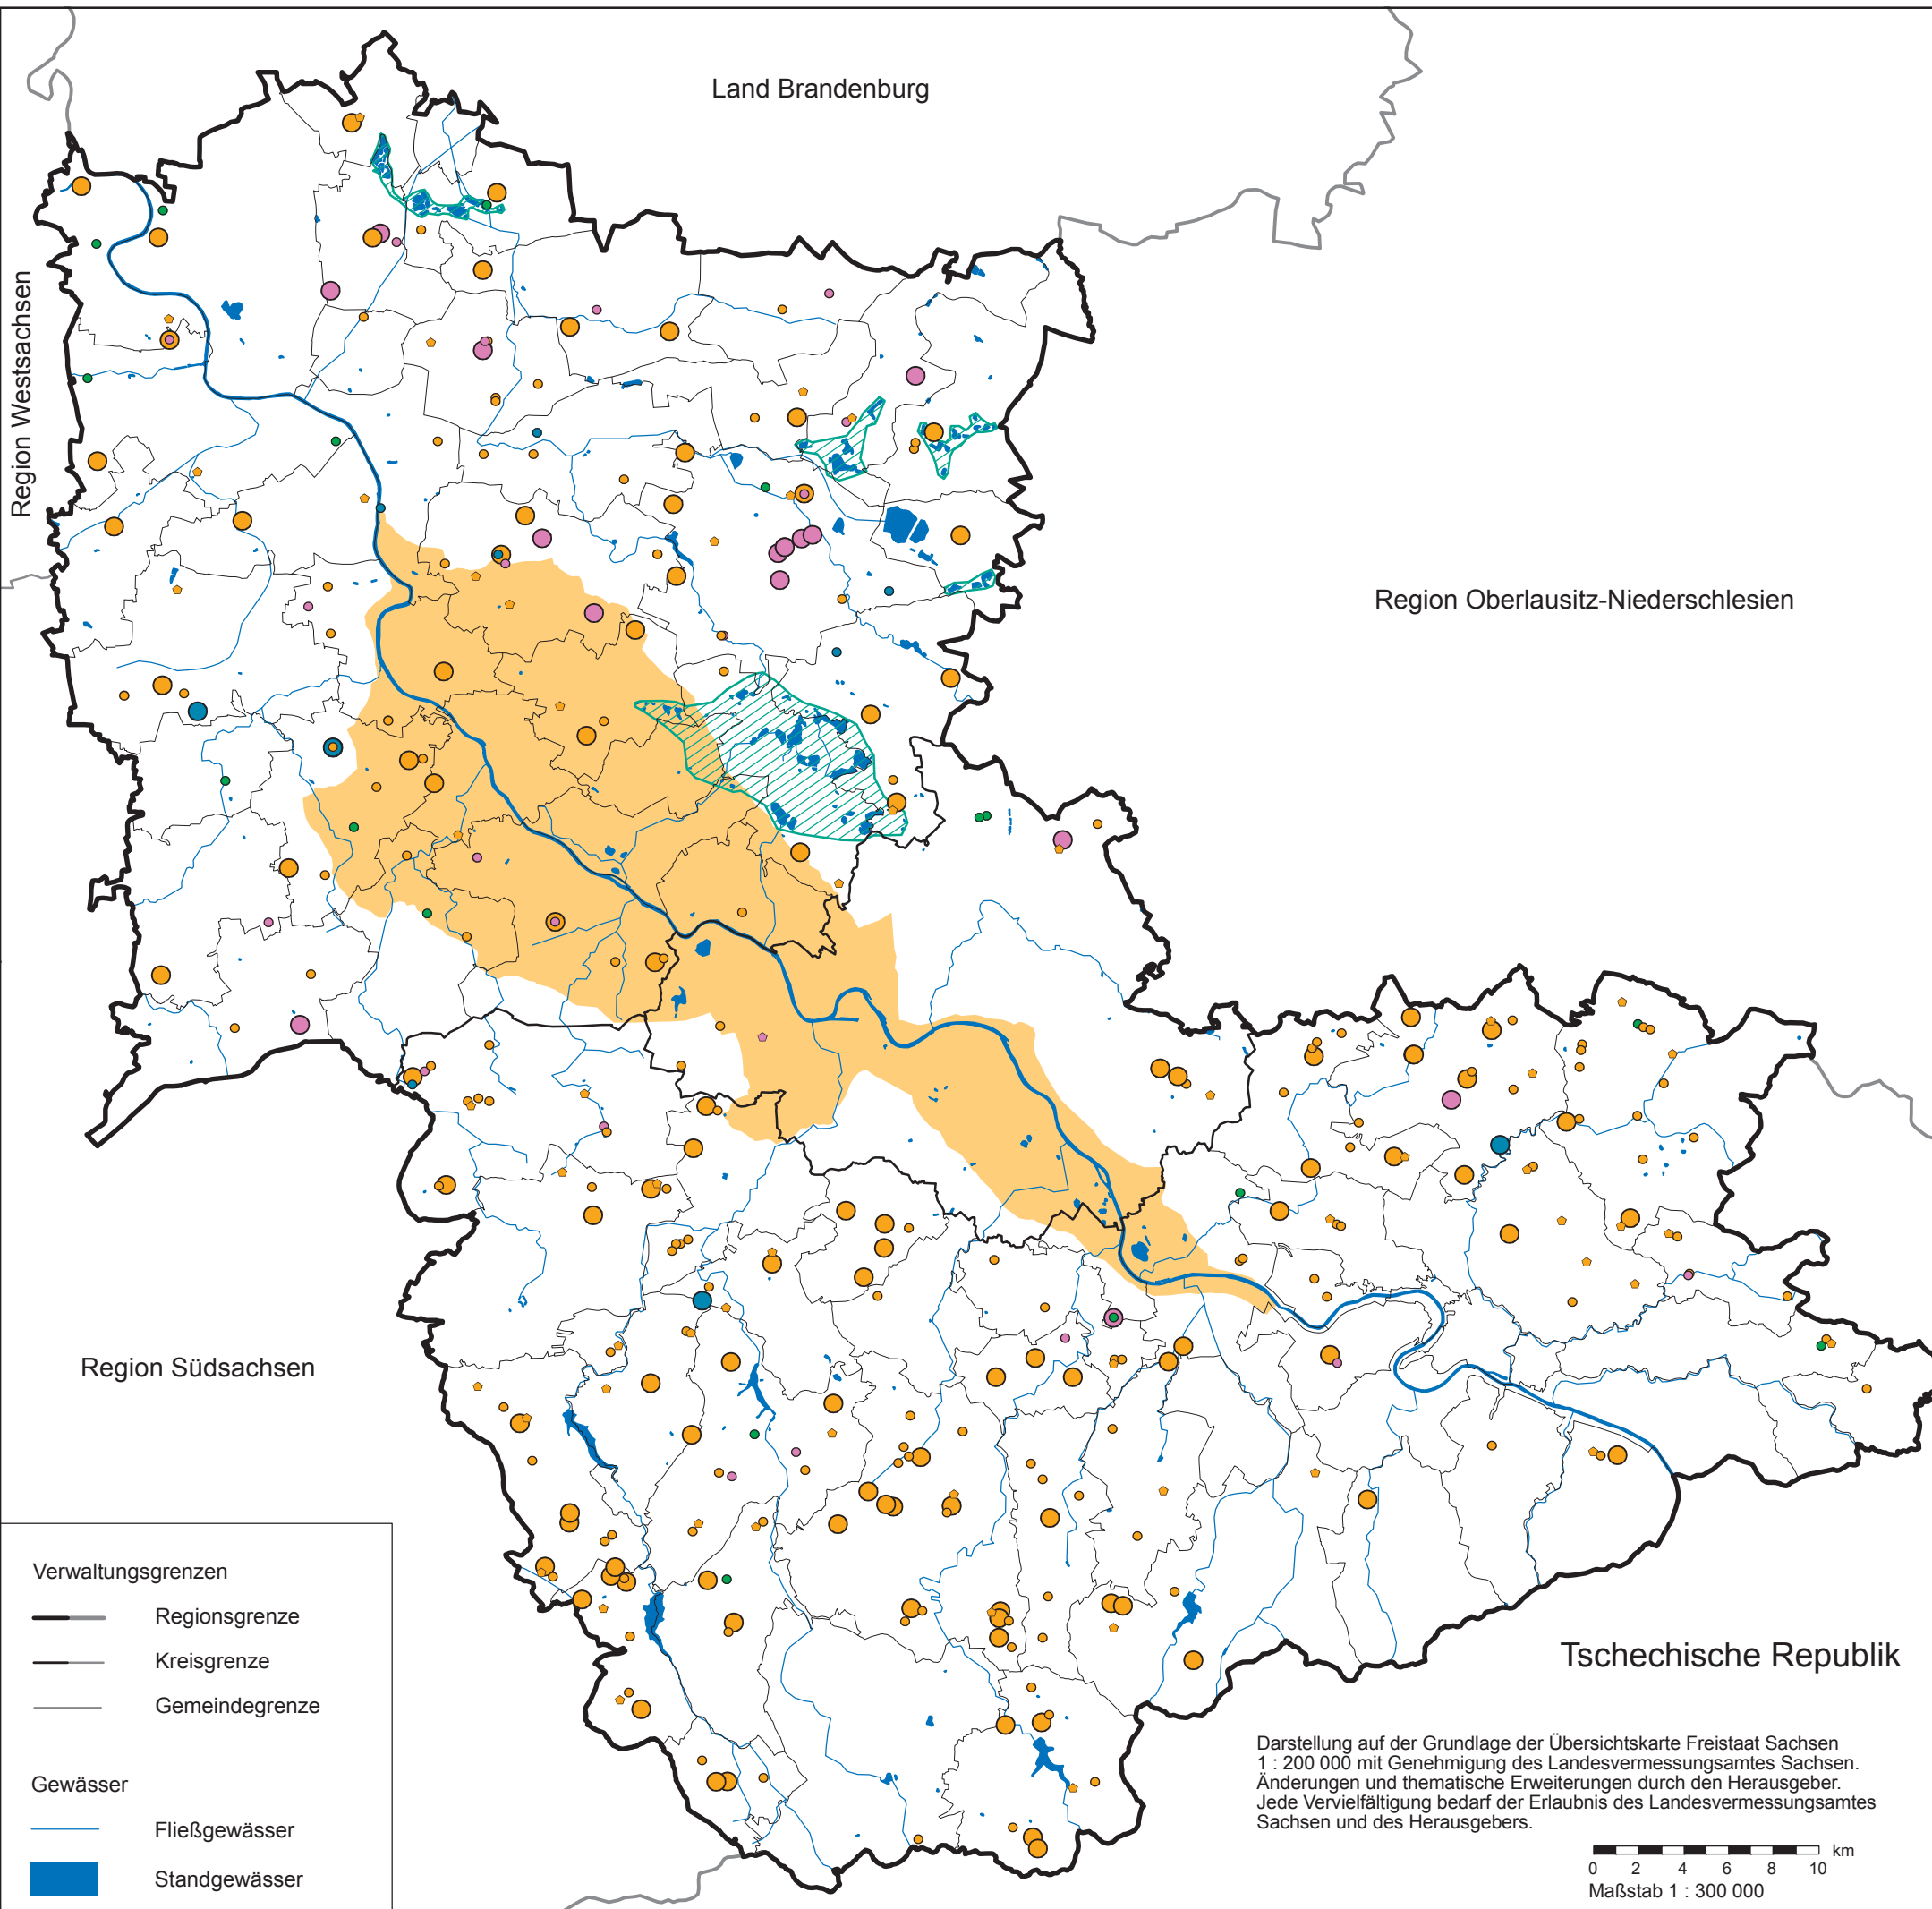 Land Brandenburg
Region Westsachsen
Region Oberlausitz-Niederschlesien
Region Südsachsen
Verwaltungsgrenzen
Regionsgrenze
Kreisgrenze
Gemeindegrenze
Gewässer
Fließgewässer
Standgewässer
Tschechische Republik
Darstellung auf der Grundlage der Übersichtskarte Freistaat Sachsen
1 : 200 000 mit Genehmigung des Landesvermessungsamtes Sachsen.
Änderungen und thematische Erweiterungen durch den Herausgeber.
Jede Vervielfältigung bedarf der Erlaubnis des Landesvermessungsamtes
Sachsen und des Herausgebers.
km
0 2 4 6 8 10
Maßstab 1 : 300 000